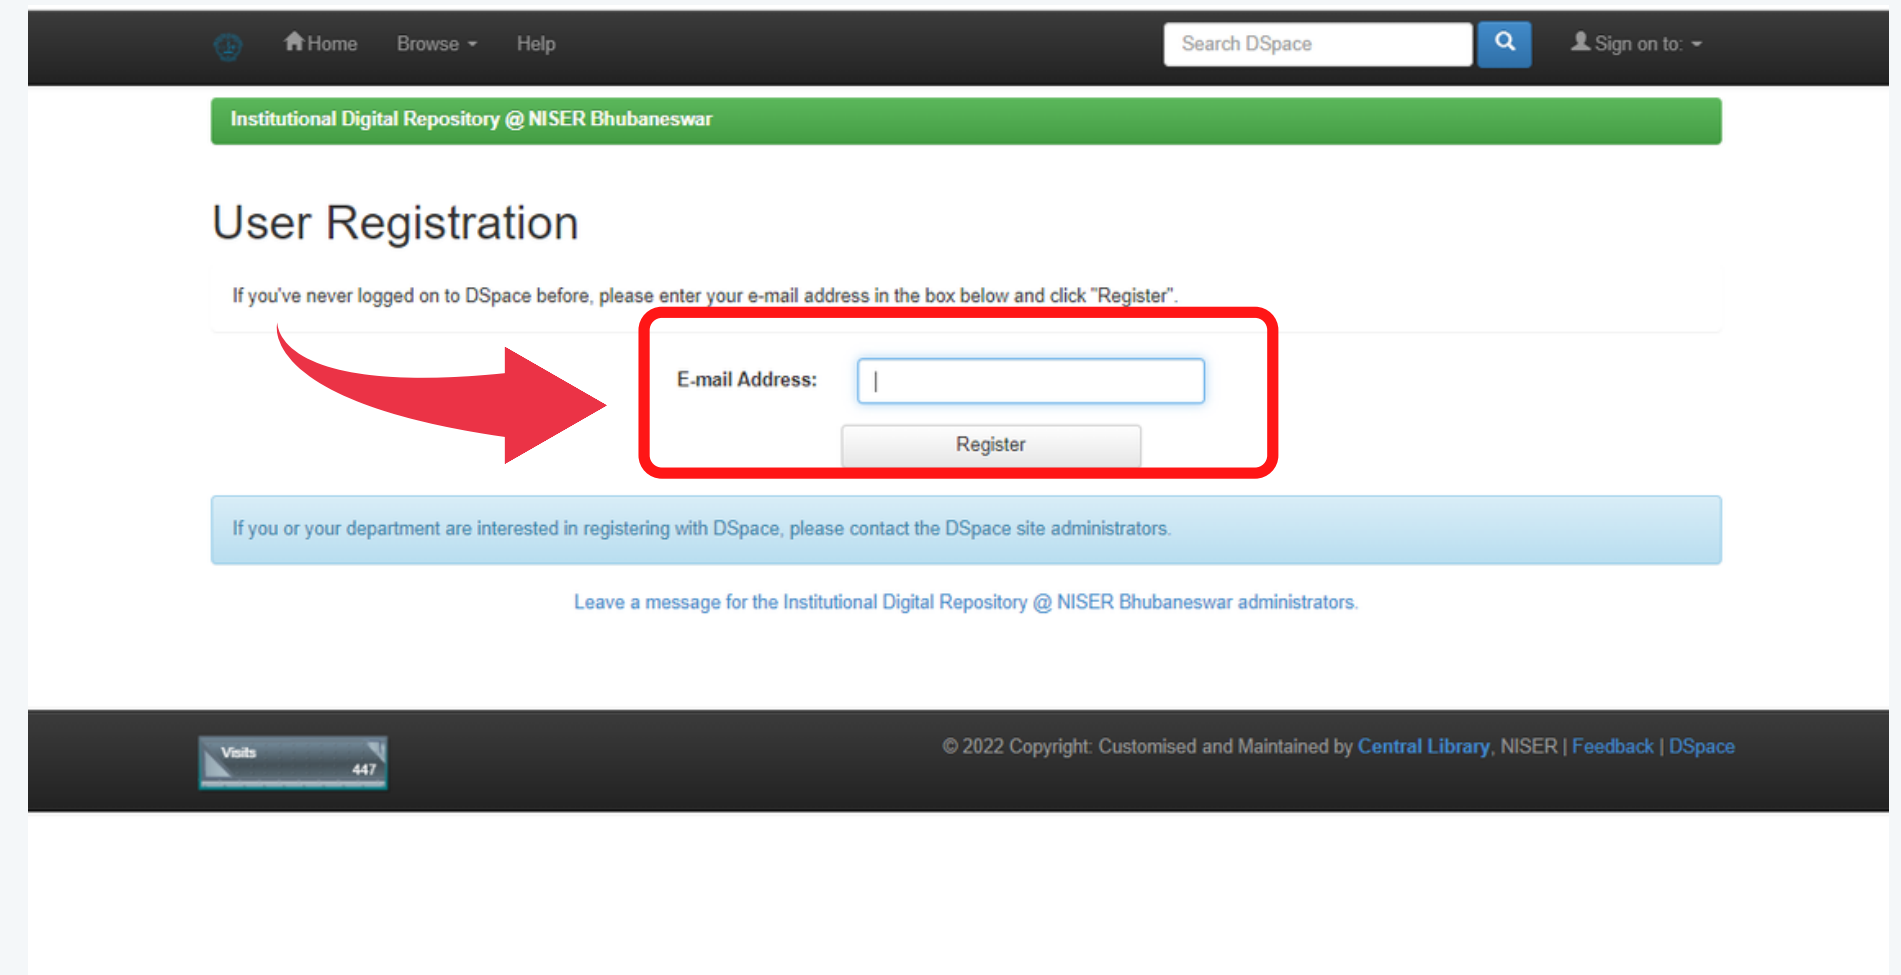 Home Browse Help Search DSpace Sign on to:
Institutional Digital Repository @ NISER Bhubaneswar
User Registration
If you've never logged on to DSpace before, please enter your e-mail address in the box below and click "Register".
E-mail Address:
Register
If you or your department are interested in registering with DSpace, please contact the DSpace site administrators.
Leave a message for the Institutional Digital Repository @ NISER Bhubaneswar administrators.
Visits
447
© 2022 Copyright: Customised and Maintained by Central Library, NISER | Feedback | DSpace